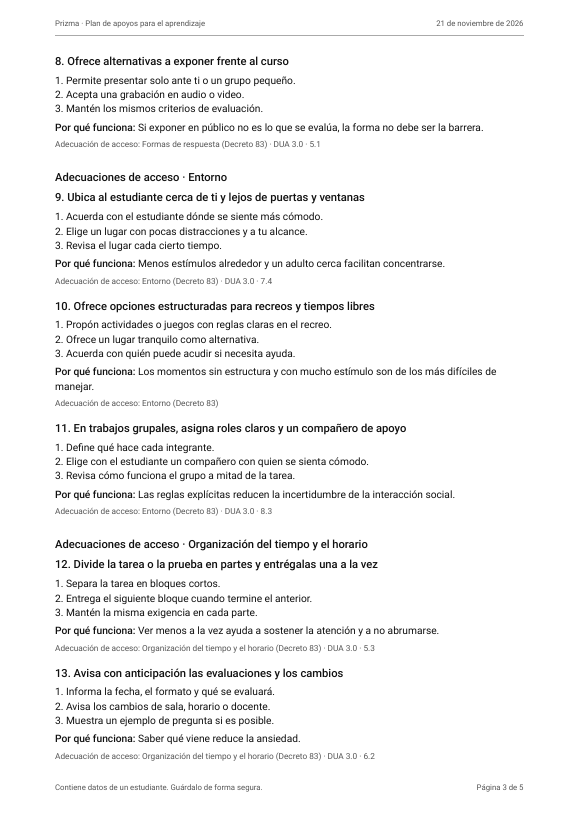 Prizma · Plan de apoyos para el aprendizaje
21 de noviembre de 2026
8. Ofrece alternativas a exponer frente al curso
1. Permite presentar solo ante ti o un grupo pequeño.
2. Acepta una grabación en audio o video.
3. Mantén los mismos criterios de evaluación.
Por qué funciona: Si exponer en público no es lo que se evalúa, la forma no debe ser la barrera.
Adecuaciones de acceso: Formas de respuesta (Decreto 83) · DUA 3.0 · 5.1
Adecuaciones de acceso · Entorno
9. Ubica al estudiante cerca de ti y lejos de puertas y ventanas
1. Acuerda con el estudiante dónde se siente más cómodo.
2. Elige un lugar con pocas distracciones y a tu alcance.
3. Revisa el lugar cada cierto tiempo.
Por qué funciona: Menos estímulos alrededor y un adulto cerca facilitan concentrarse.
Adecuación de acceso: Entorno (Decreto 83) · DUA 3.0 · 7.4
10. Ofrece opciones estructuradas para recreos y tiempos libres
1. Propón actividades o juegos con reglas claras en el recreo.
2. Ofrece un lugar tranquilo como alternativa.
3. Acuerda con quién puede acudir si necesita ayuda.
Por qué funciona: Los momentos sin estructura y con mucho estímulo son de los más difíciles de
manejar.
Adecuación de acceso: Entorno (Decreto 83)
11. En trabajos grupales, asigna roles claros y un compañero de apoyo
1. Define qué hace cada integrante.
2. Elige con el estudiante un compañero con quien se sienta cómodo.
3. Revisa cómo funciona el grupo a mitad de la tarea.
Por qué funciona: Las reglas explícitas reducen la incertidumbre de la interacción social.
Adecuación de acceso: Entorno (Decreto 83) · DUA 3.0 · 8.3
Adecuaciones de acceso · Organización del tiempo y el horario
12. Divide la tarea o la prueba en partes y entrégalas una a la vez
1. Separa la tarea en bloques cortos.
2. Entrega el siguiente bloque cuando termine el anterior.
3. Mantén la misma exigencia en cada parte.
Por qué funciona: Ver menos a la vez ayuda a sostener la atención y a no abrumarse.
Adecuación de acceso: Organización del tiempo y el horario (Decreto 83) · DUA 3.0 · 5.3
13. Avisa con anticipación las evaluaciones y los cambios
1. Informa la fecha, el formato y qué se evaluará.
2. Avisa los cambios de sala, horario o docente.
3. Muestra un ejemplo de pregunta si es posible.
Por qué funciona: Saber qué viene reduce la ansiedad.
Adecuación de acceso: Organización del tiempo y el horario (Decreto 83) · DUA 3.0 · 6.2
Contiene datos de un estudiante. Guárdalo de forma segura.
Página 3 de 5